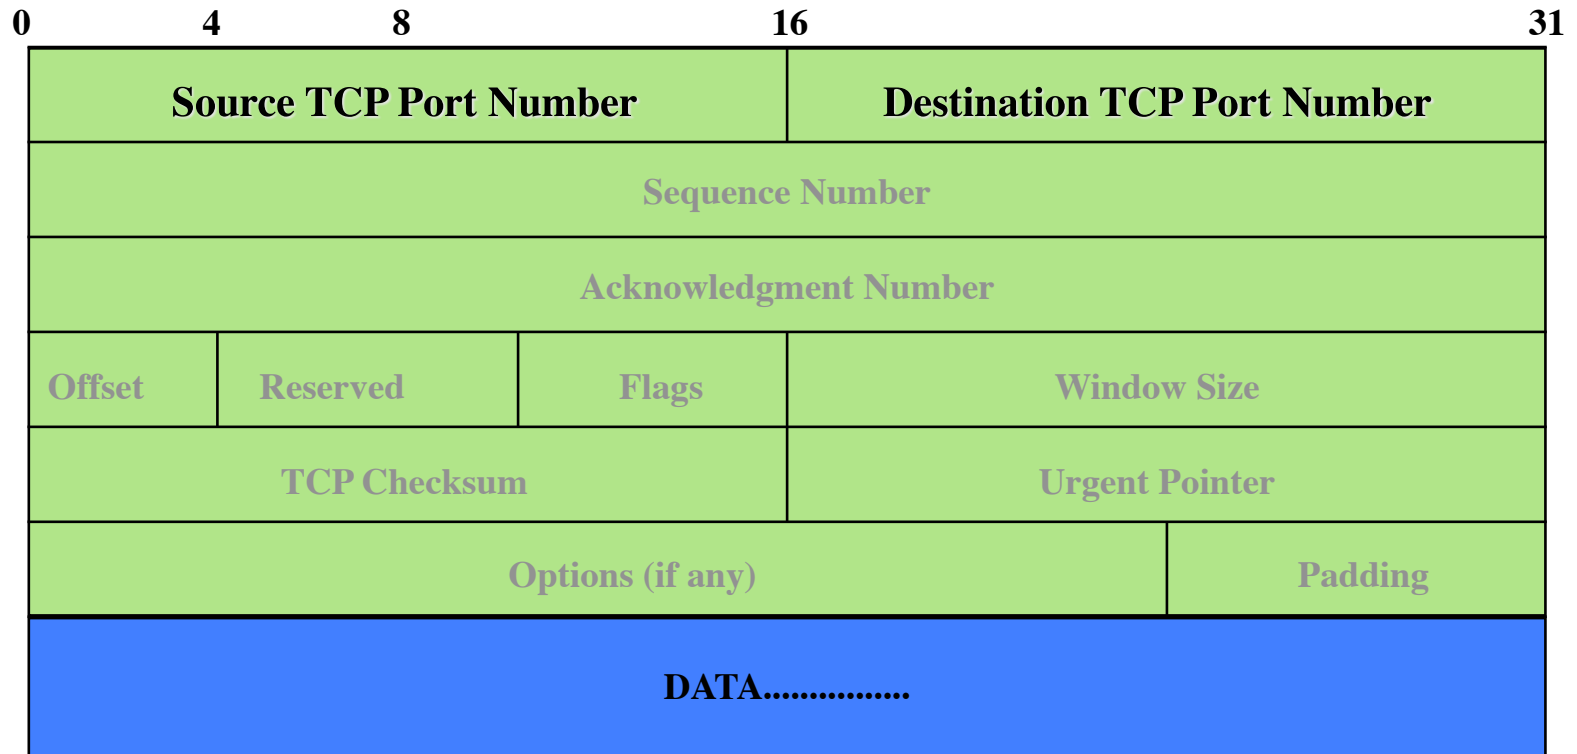 0 4 8 16 31
Source TCP Port Number Destination TCP Port Number
Sequence Number
Acknowledgment Number
Offset Reserved Flags Window Size
TCP Checksum Urgent Pointer
Options (if any) Padding
DATA................